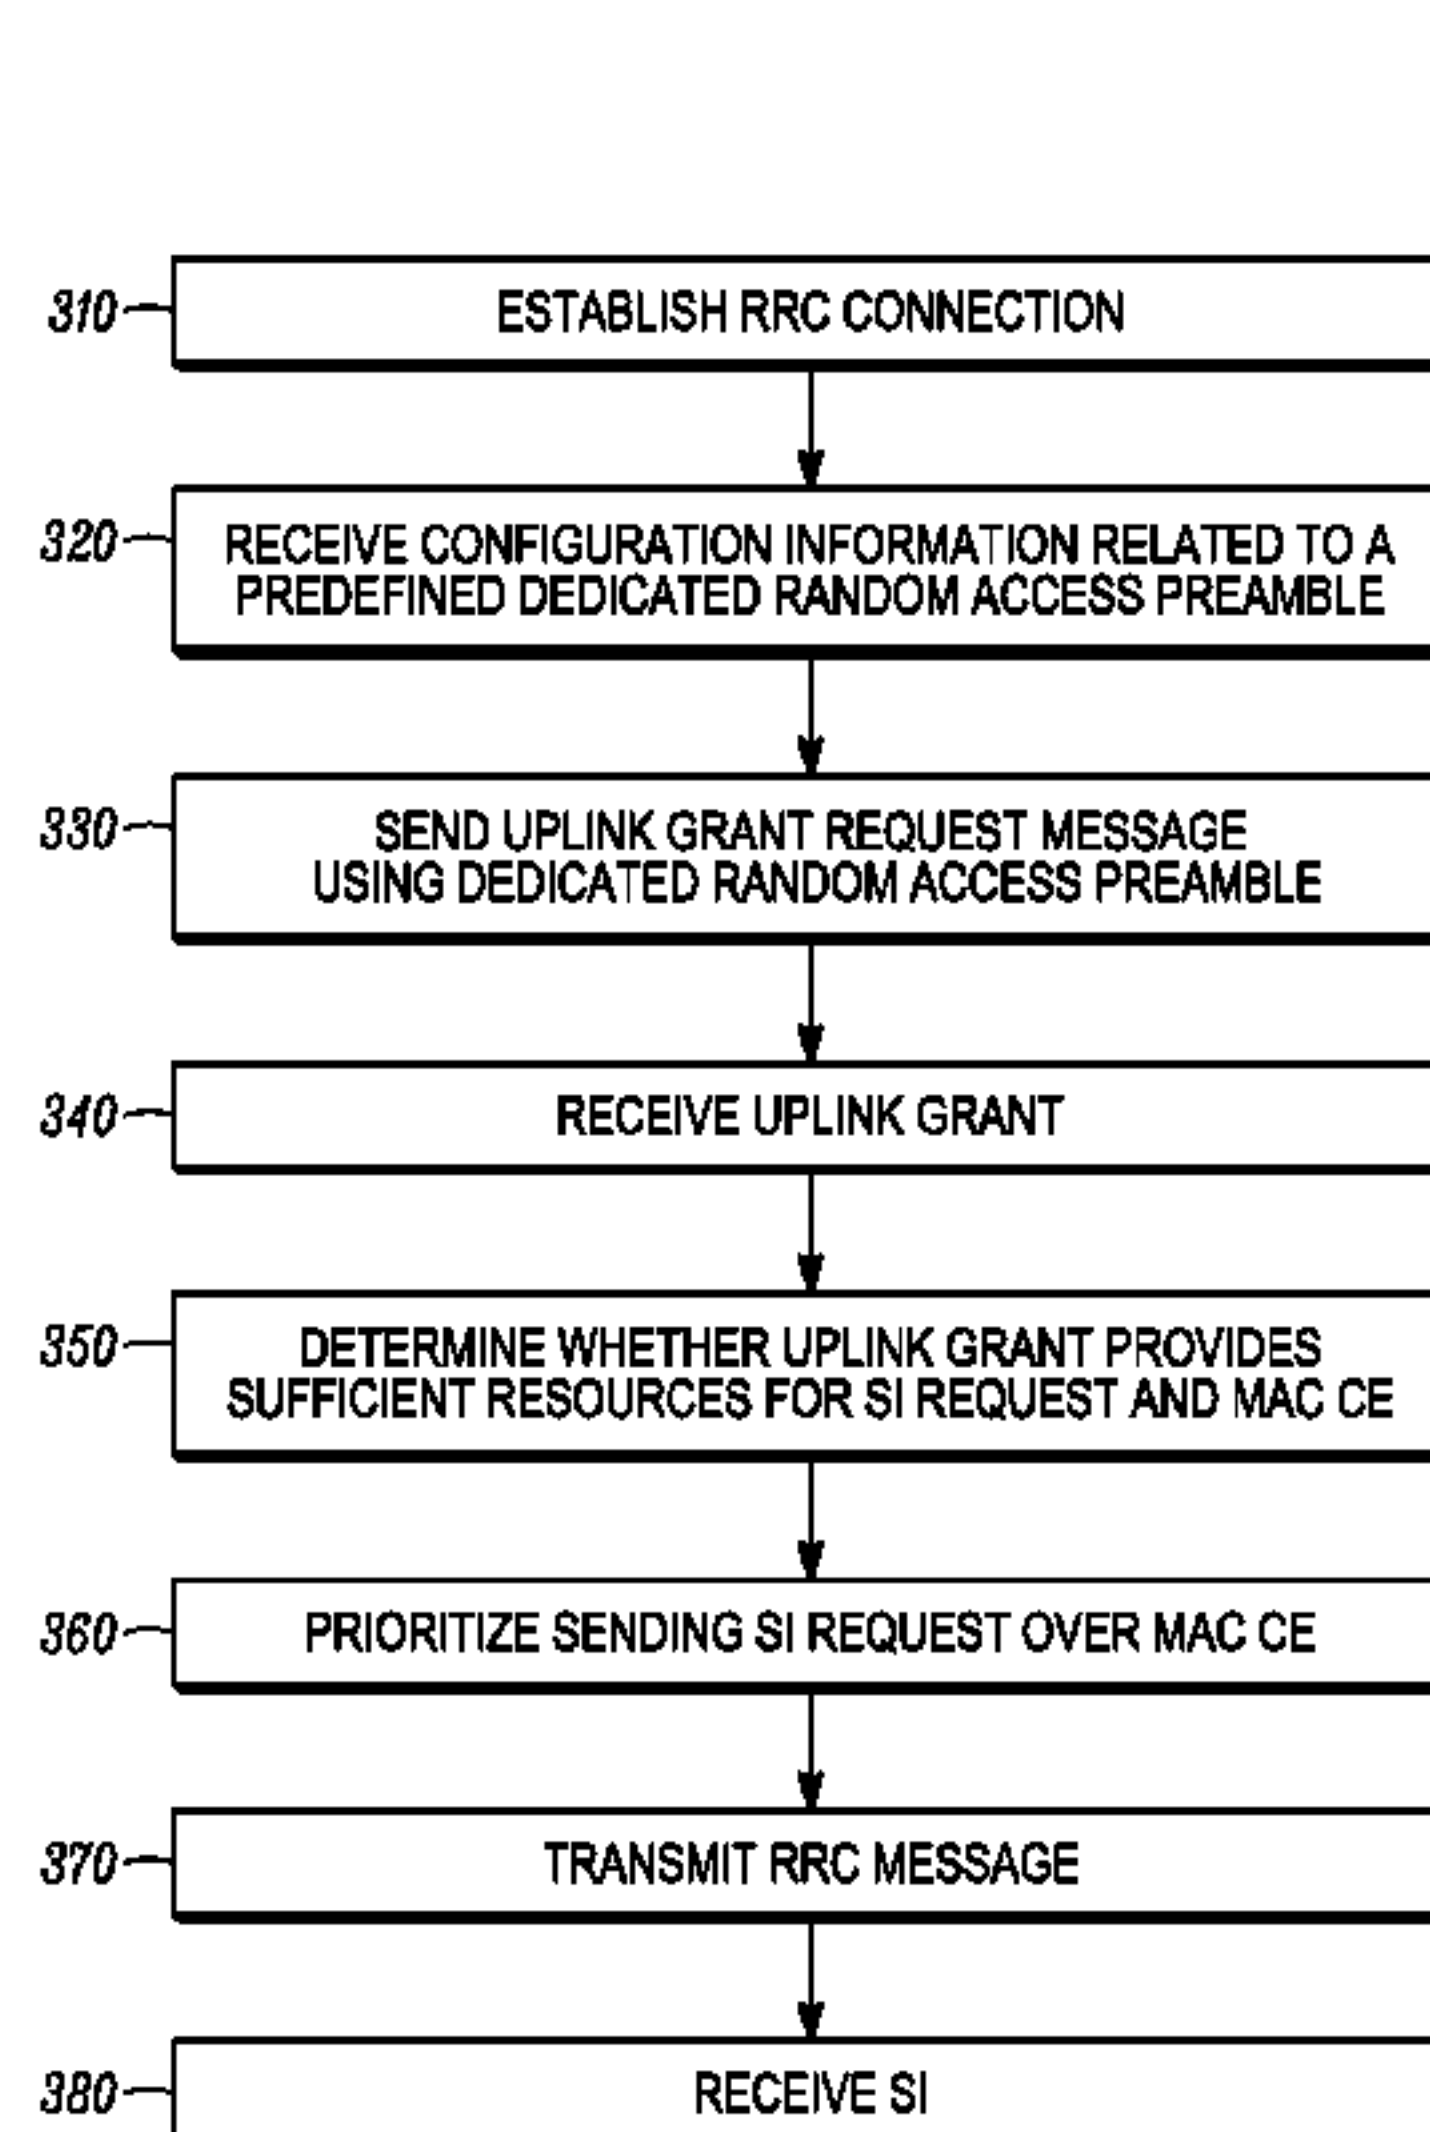 310
ESTABLISH RRC CONNECTION
320
RECEIVE CONFIGURATION INFORMATION RELATED TO A
PREDEFINED DEDICATED RANDOM ACCESS PREAMBLE
330
SEND UPLINK GRANT REQUEST MESSAGE
USING DEDICATED RANDOM ACCESS PREAMBLE
340
RECEIVE UPLINK GRANT
350
DETERMINE WHETHER UPLINK GRANT PROVIDES
SUFFICIENT RESOURCES FOR SI REQUEST AND MAC CE
360
PRIORITIZE SENDING SI REQUEST OVER MAC CE
370
TRANSMIT RRC MESSAGE
380
RECEIVE SI